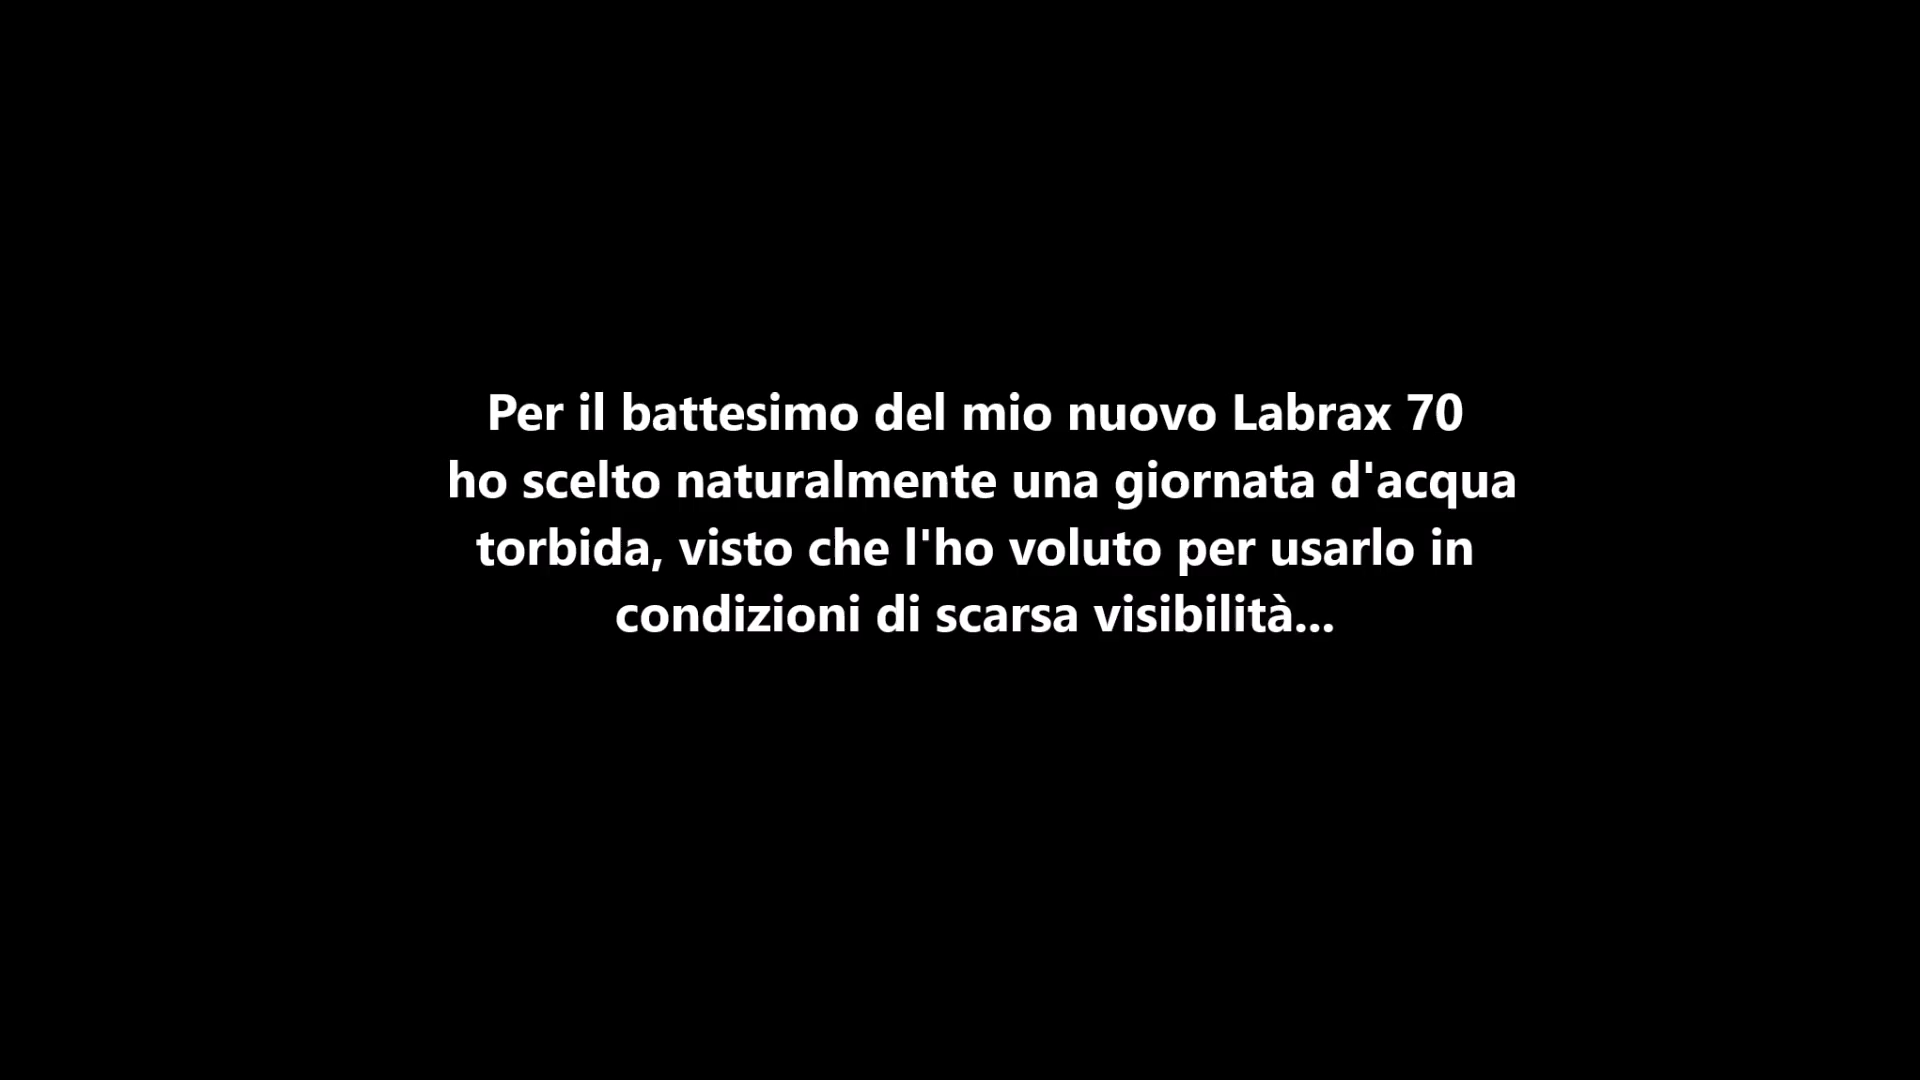 Per il battesimo del mio nuovo Labrax 70
ho scelto naturalmente una giornata d'acqua
torbida, visto che l'ho voluto per usarlo in
condizioni di scarsa visibilità...